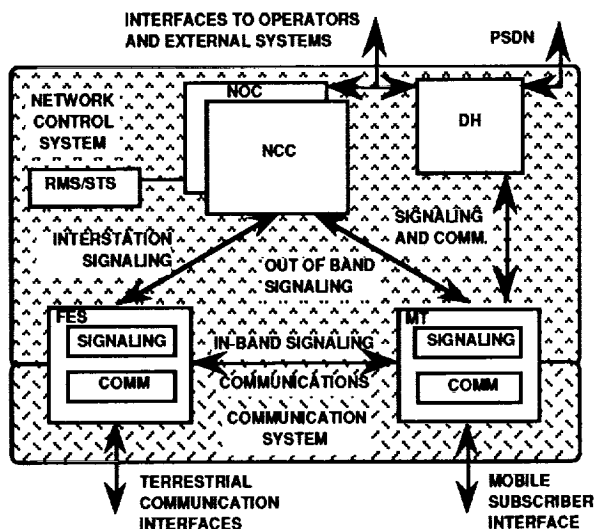 INTERFACES TO OPERATORS
AND EXTERNAL SYSTEMS
PSDN
NETWORK
CONTROL
SYSTEM
NOC
NCC
DH
RMS/STS
INTERSTATION
SIGNALING
OUT OF BAND
SIGNALING
SIGNALING
AND COMM.
FES
SIGNALING
COMM
IN-BAND SIGNALING
COMMUNICATIONS
MT
SIGNALING
COMM
COMMUNICATION
SYSTEM
TERRESTRIAL
COMMUNICATION
INTERFACES
MOBILE
SUBSCRIBER
INTERFACE